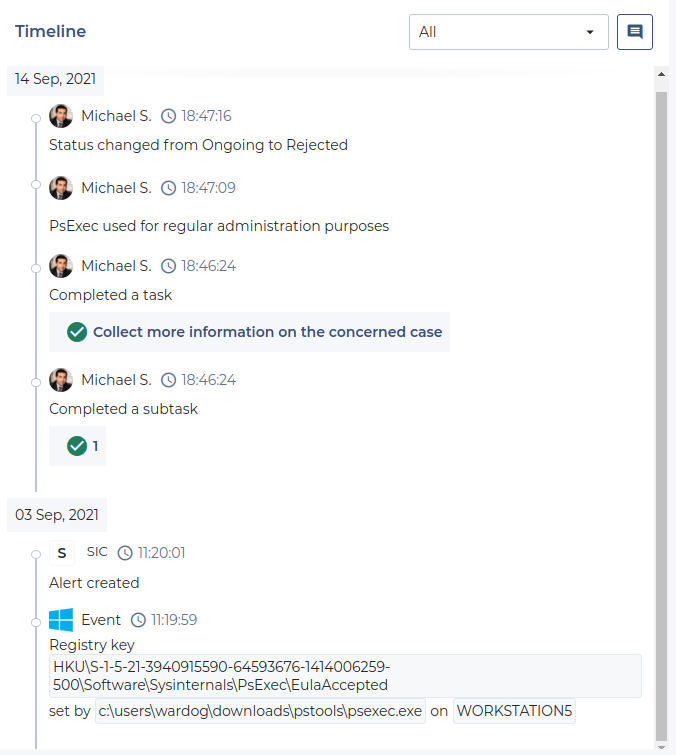 Timeline
All
14 Sep, 2021
Michael S. 18:47:16
Status changed from Ongoing to Rejected
Michael S. 18:47:09
PsExec used for regular administration purposes
Michael S. 18:46:24
Completed a task
Collect more information on the concerned case
Michael S. 18:46:24
Completed a subtask
1
03 Sep, 2021
S SIC 11:20:01
Alert created
Event 11:19:59
Registry key
HKU\S-1-5-21-3940915590-64593676-1414006259-
500\Software\Sysinternals\PsExec\EulaAccepted
set by c:\users\wardog\downloads\pstools\psexec.exe on WORKSTATION5